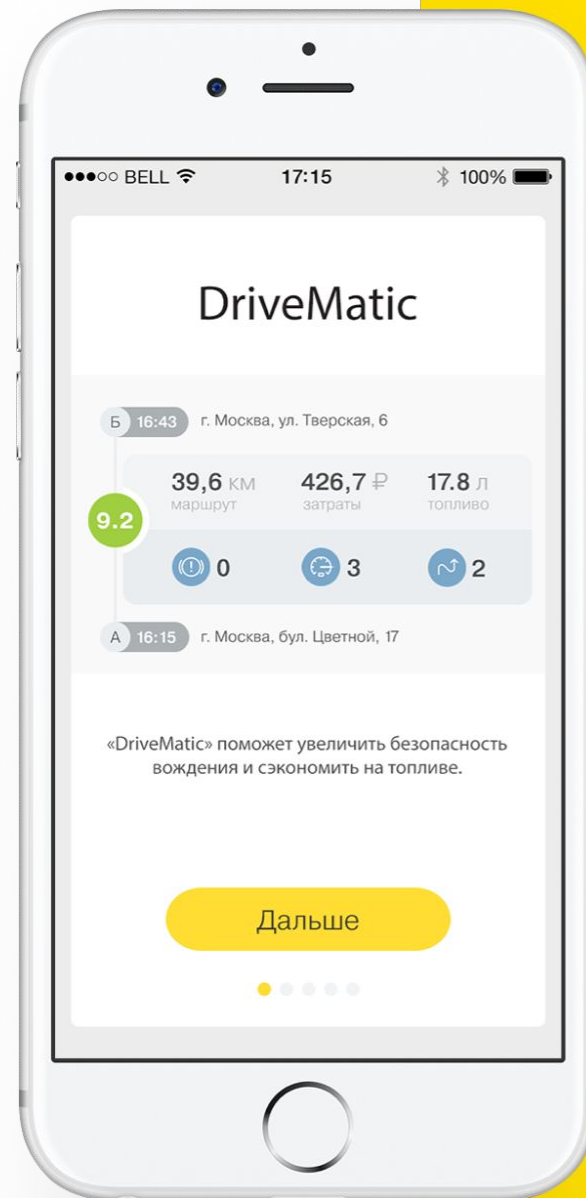 BELL 17:15 100%
DriveMatic
Б 16:43 г. Москва, ул. Тверская, 6
39,6 км 426,7 ₽ 17.8 л
маршрут затраты топливо
9.2
0 3 2
А 16:15 г. Москва, бул. Цветной, 17
«DriveMatic» поможет увеличить безопасность
вождения и сэкономить на топливе.
Дальше